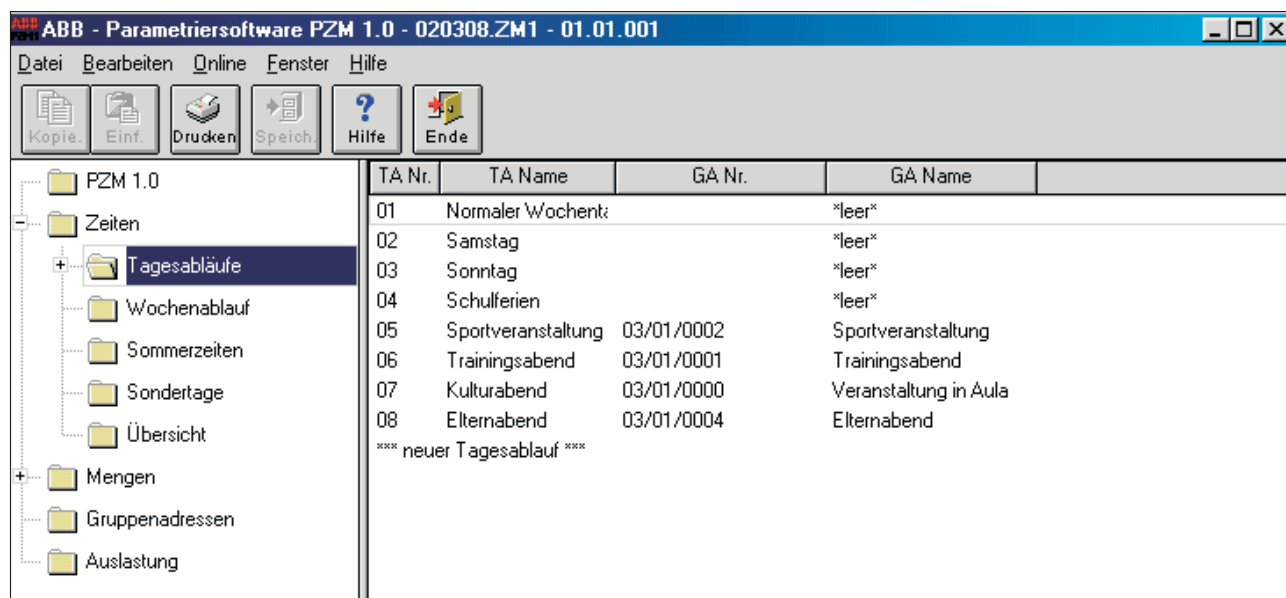 ABB - Parametriersoftware PZM 1.0 - 020308.ZM1 - 01.01.001
Datei Bearbeiten Online Fenster Hilfe
Kopie. Einf. Drucken Speich. Hilfe Ende
PZM 1.0
Zeiten
Tagesabläufe
Wochenablauf
Sommerzeiten
Sondertage
Übersicht
Mengen
Gruppenadressen
Auslastung
TA Nr. TA Name GA Nr. GA Name
01 Normaler Wochenta *leer*
02 Samstag *leer*
03 Sonntag *leer*
04 Schulferien *leer*
05 Sportveranstaltung 03/01/0002 Sportveranstaltung
06 Trainingsabend 03/01/0001 Trainingsabend
07 Kulturabend 03/01/0000 Veranstaltung in Aula
08 Elternabend 03/01/0004 Elternabend
*** neuer Tagesablauf ***